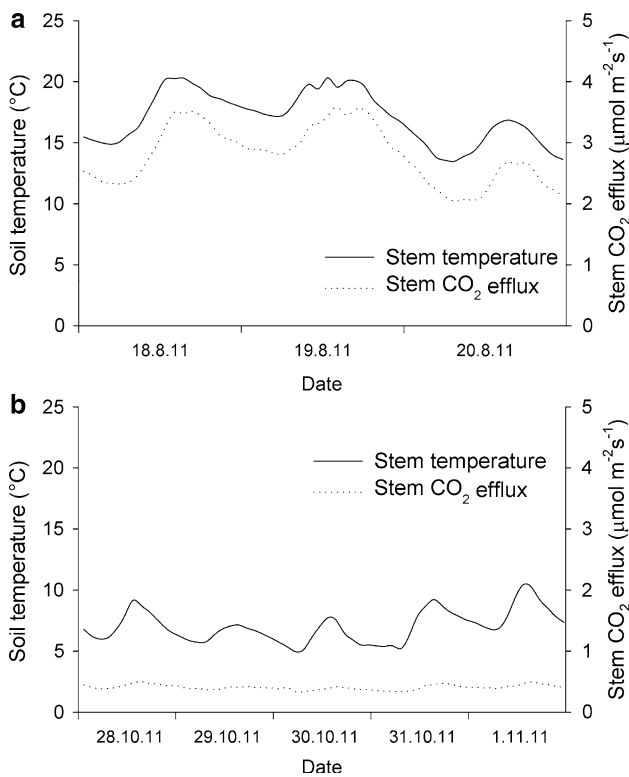 a
Soil temperature (°C)
25
20
15
10
5
0
Stem temperature
Stem CO₂ efflux
5
4
3
2
1
0
Stem CO₂ efflux (μmol m⁻²s⁻¹)
18.8.11 19.8.11 20.8.11
Date
b
Soil temperature (°C)
25
20
15
10
5
0
Stem temperature
Stem CO₂ efflux
5
4
3
2
1
0
Stem CO₂ efflux (μmol m⁻²s⁻¹)
28.10.11 29.10.11 30.10.11 31.10.11 1.11.11
Date